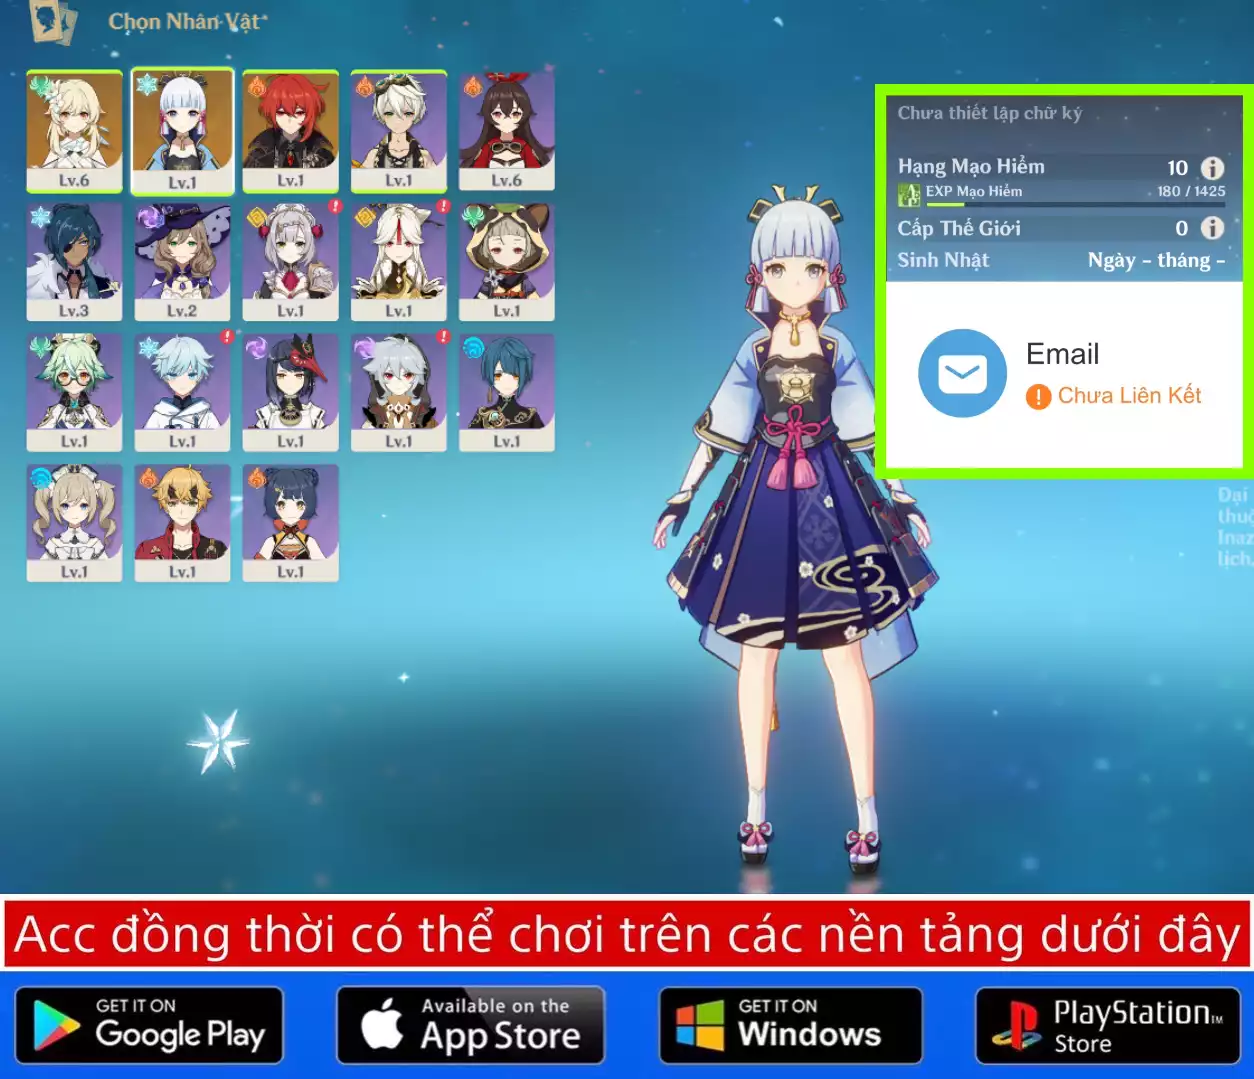 Chọn Nhân Vật
Lv.6
Lv.1
Lv.1
Lv.1
Lv.6
Lv.3
Lv.2
Lv.1
Lv.1
Lv.1
Lv.1
Lv.1
Lv.1
Lv.1
Lv.1
Lv.1
Lv.1
Lv.1
Chưa thiết lập chữ ký
Hạng Mạo Hiểm 10
EXP Mạo Hiểm 180 / 1425
Cấp Thế Giới 0
Sinh Nhật Ngày - tháng -
Email
! Chưa Liên Kết
Đại
thuộ
Inaz
lịch.
Acc đồng thời có thể chơi trên các nền tảng dưới đây
GET IT ON
Google Play
Available on the
App Store
GET IT ON
Windows
PlayStation™
Store